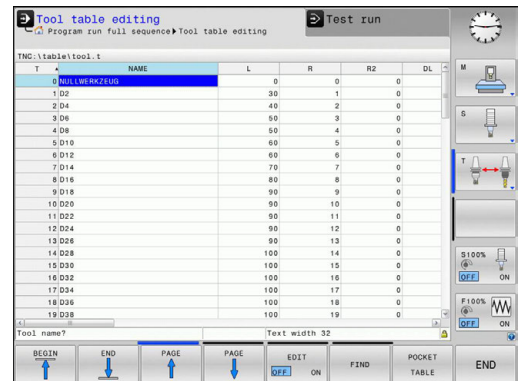 Tool table editing
Program run full sequence Tool table editing
Test run
TNC:\table\tool.t
T NAME L R R2 DL
0 NULLWERKZEUG 0 0 0
1 D2 30 1 0
2 D4 40 2 0
3 D6 50 3 0
4 D8 50 4 0
5 D10 60 5 0
6 D12 60 6 0
7 D14 70 7 0
8 D16 80 8 0
9 D18 90 9 0
10 D20 90 10 0
11 D22 90 11 0
12 D24 90 12 0
13 D26 90 13 0
14 D28 100 14 0
15 D30 100 15 0
16 D32 100 16 0
17 D34 100 17 0
18 D36 100 18 0
19 D38 100 19 0
Tool name? Text width 32
M
S
T
S100%
OFF ON
F100%
OFF ON
BEGIN
END
PAGE
PAGE
EDIT
OFF ON
FIND
POCKET
TABLE
END